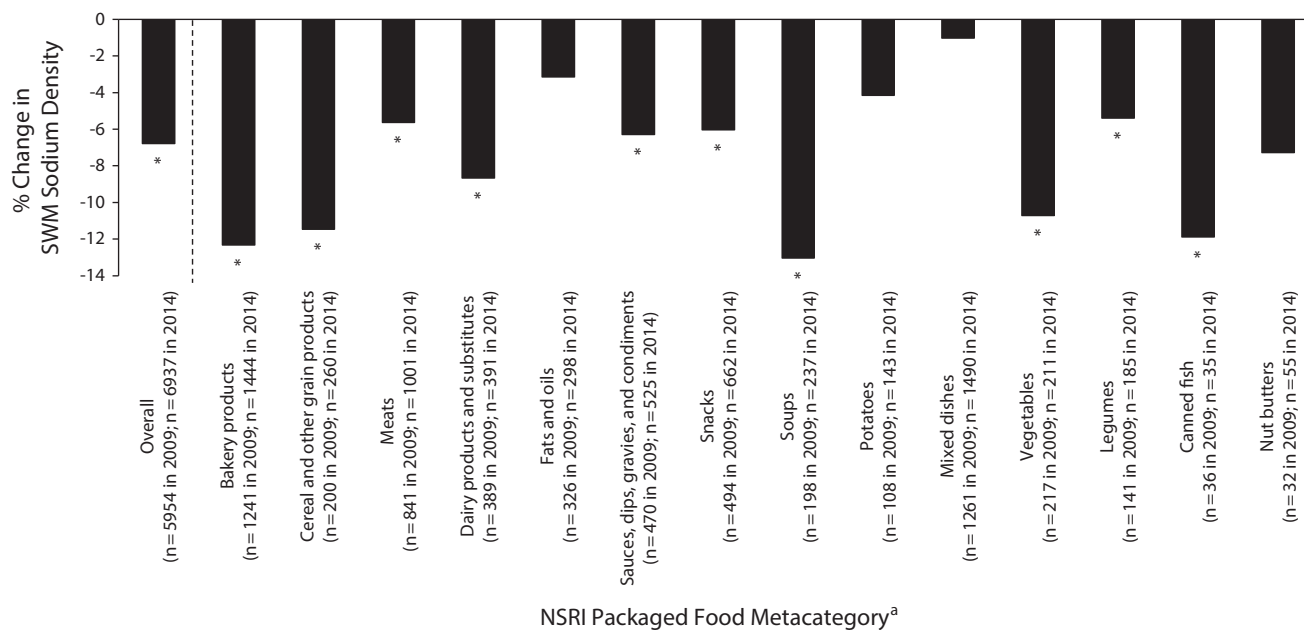 % Change in
SWM Sodium Density
0
-2
-4
-6
-8
-10
-12
-14
*
*
*
*
*
*
*
*
*
*
*
Overall
(n = 5954 in 2009; n = 6937 in 2014)
Bakery products
(n = 1241 in 2009; n = 1444 in 2014)
Cereal and other grain products
(n = 200 in 2009; n = 260 in 2014)
Meats
(n = 841 in 2009; n = 1001 in 2014)
Dairy products and substitutes
(n = 389 in 2009; n = 391 in 2014)
Fats and oils
(n = 326 in 2009; n = 298 in 2014)
Sauces, dips, gravies, and condiments
(n = 470 in 2009; n = 525 in 2014)
Snacks
(n = 494 in 2009; n = 662 in 2014)
Soups
(n = 198 in 2009; n = 237 in 2014)
Potatoes
(n = 108 in 2009; n = 143 in 2014)
Mixed dishes
(n = 1261 in 2009; n = 1490 in 2014)
Vegetables
(n = 217 in 2009; n = 211 in 2014)
Legumes
(n = 141 in 2009; n = 185 in 2014)
Canned fish
(n = 36 in 2009; n = 35 in 2014)
Nut butters
(n = 32 in 2009; n = 55 in 2014)
NSRI Packaged Food Metacategoryᵃ